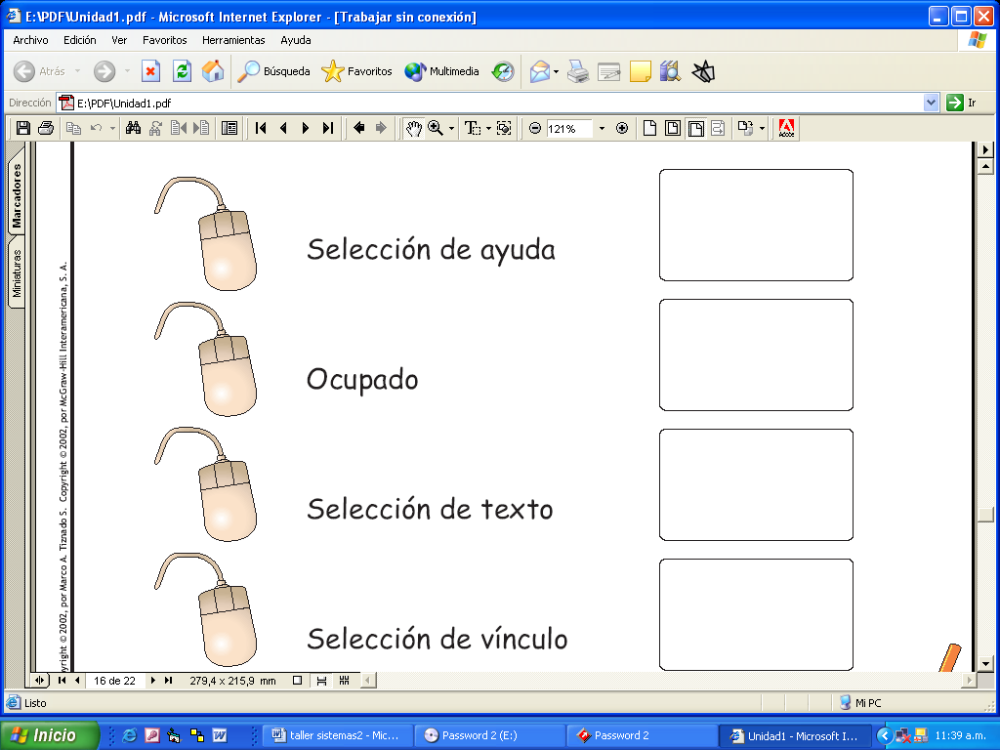 E:\PDF\Unidad1.pdf - Microsoft Internet Explorer - [Trabajar sin conexión]
Archivo Edición Ver Favoritos Herramientas Ayuda
Atrás Búsqueda Favoritos Multimedia
Dirección E:\PDF\Unidad1.pdf Ir
121% Adobe
Marcadores
Miniaturas
yright © 2002, por Marco A. Tiznado S. Copyright © 2002, por McGraw-Hill Interamericana, S. A.
Selección de ayuda
Ocupado
Selección de texto
Selección de vínculo
16 de 22 279,4 x 215,9 mm
Listo Mi PC
Inicio W taller sistemas2 - Mic... Password 2 (E:) Password 2 Unidad1 - Microsoft I... 11:39 a.m.